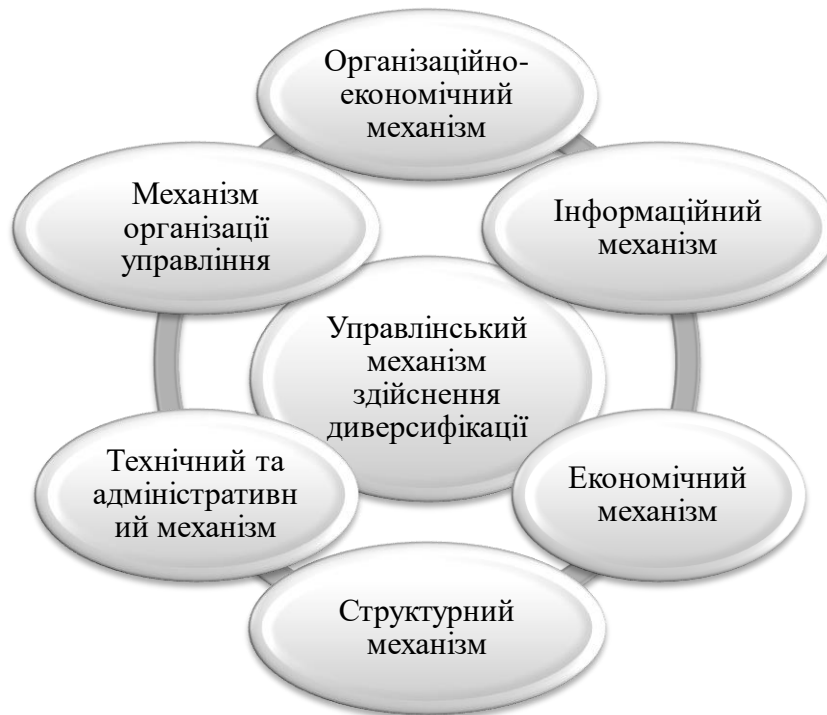 Організаційно-
економічний
механізм
Механізм
організації
управління
Інформаційний
механізм
Управлінський
механізм
здійснення
диверсифікації
Технічний та
адміністративн
ий механізм
Економічний
механізм
Структурний
механізм